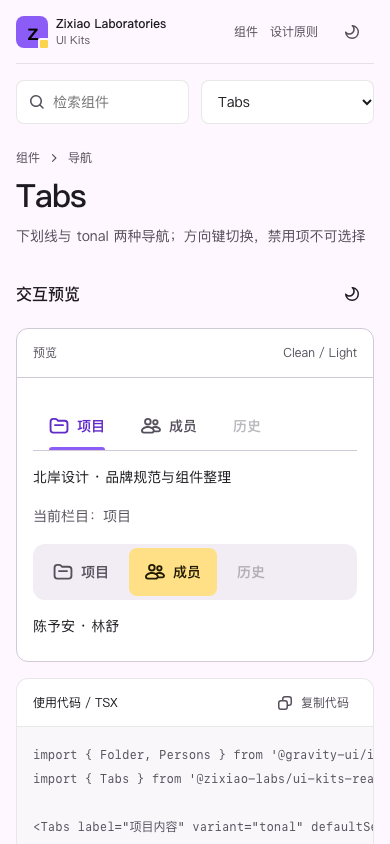 Zixiao Laboratories
UI Kits
组件 设计原则
检索组件
Tabs
组件 > 导航
Tabs
下划线与 tonal 两种导航；方向键切换，禁用项不可选择
交互预览
预览 Clean / Light
项目 成员 历史
北岸设计 · 品牌规范与组件整理
当前栏目：项目
项目 成员 历史
陈予安 · 林舒
使用代码 / TSX 复制代码
import { Folder, Persons } from '@gravity-ui/i
import { Tabs } from '@zixiao-labs/ui-kits-rea
<Tabs label="项目内容" variant="tonal" defaultSe